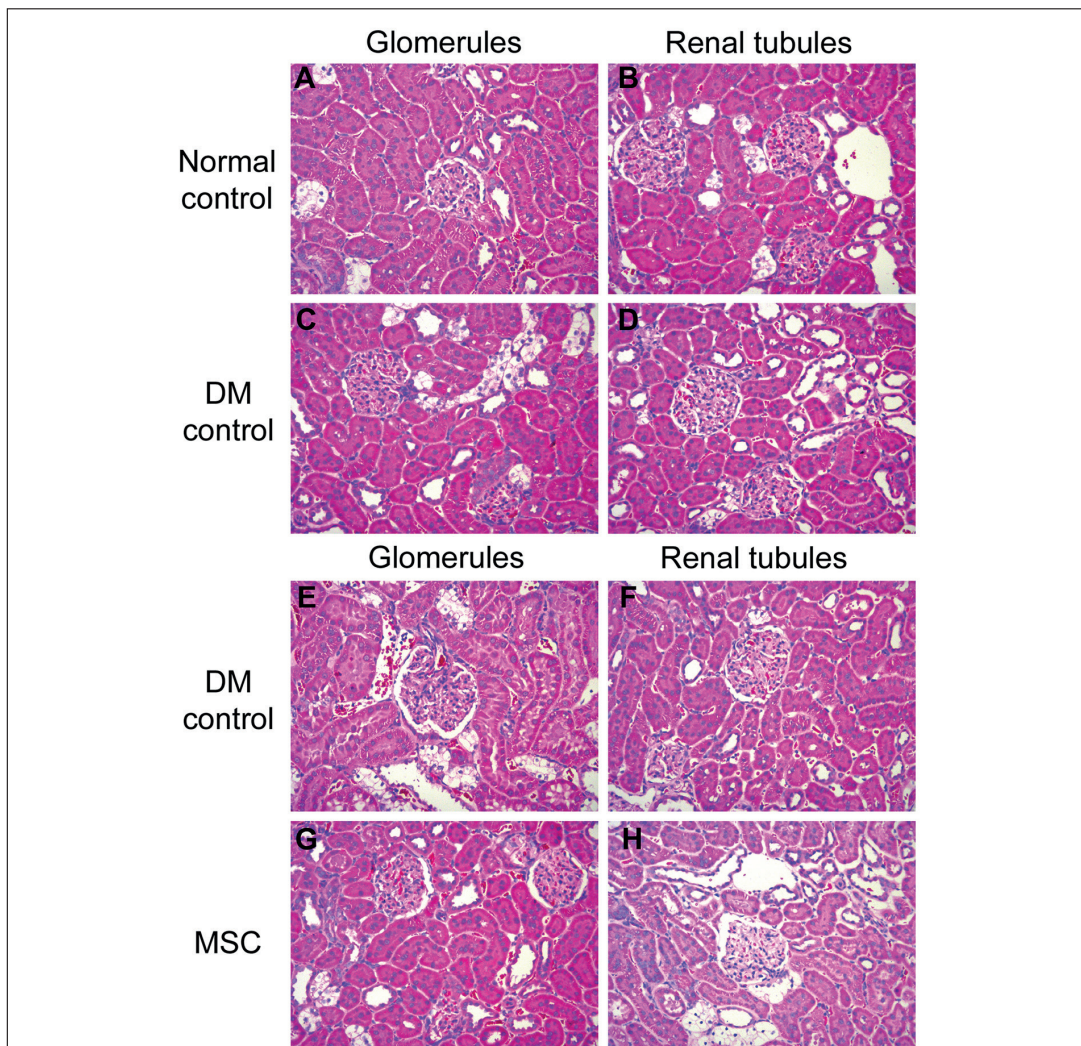 Glomerules Renal tubules
A B
Normal
control
C D
DM
control
Glomerules Renal tubules
E F
DM
control
G H
MSC